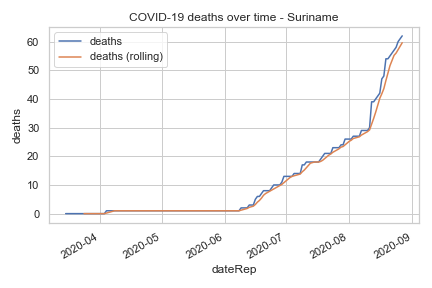 COVID-19 deaths over time - Suriname
deaths
deaths (rolling)
60
50
40
30
20
10
0
deaths
2020-04
2020-05
2020-06
2020-07
2020-08
2020-09
dateRep